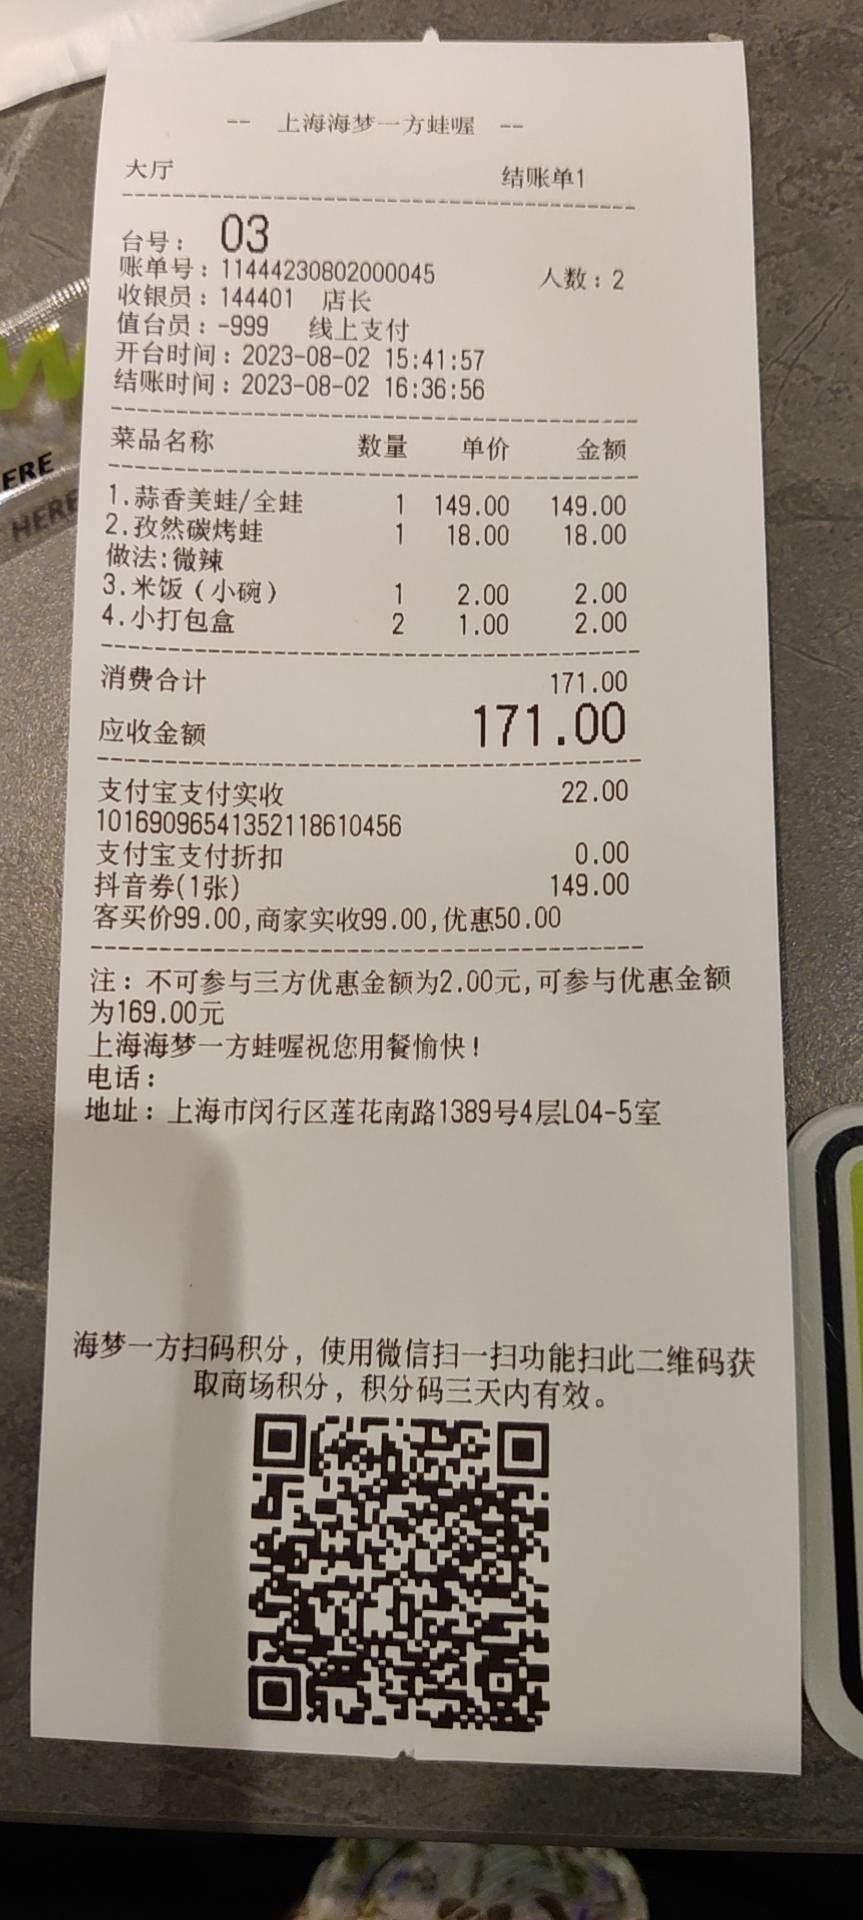 -- 上海海梦一方蛙喔 --
大厅 结账单1
台号： 03
账单号：11444230802000045 人数：2
收银员：144401 店长
值台员：-999 线上支付
开台时间：2023-08-02 15:41:57
结账时间：2023-08-02 16:36:56
菜品名称 数量 单价 金额
1.蒜香美蛙/全蛙 1 149.00 149.00
2.孜然碳烤蛙 1 18.00 18.00
做法:微辣
3.米饭（小碗） 1 2.00 2.00
4.小打包盒 2 1.00 2.00
消费合计 171.00
应收金额 171.00
支付宝支付实收 22.00
101690965413521118610456
支付宝支付折扣 0.00
抖音券(1张) 149.00
客买价99.00,商家实收99.00,优惠50.00
注：不可参与三方优惠金额为2.00元,可参与优惠金额
为169.00元
上海海梦一方蛙喔祝您用餐愉快！
电话：
地址：上海市闵行区莲花南路1389号4层L04-5室
海梦一方扫码积分，使用微信扫一扫功能扫此二维码获
取商场积分，积分码三天内有效。
ERE
HERE